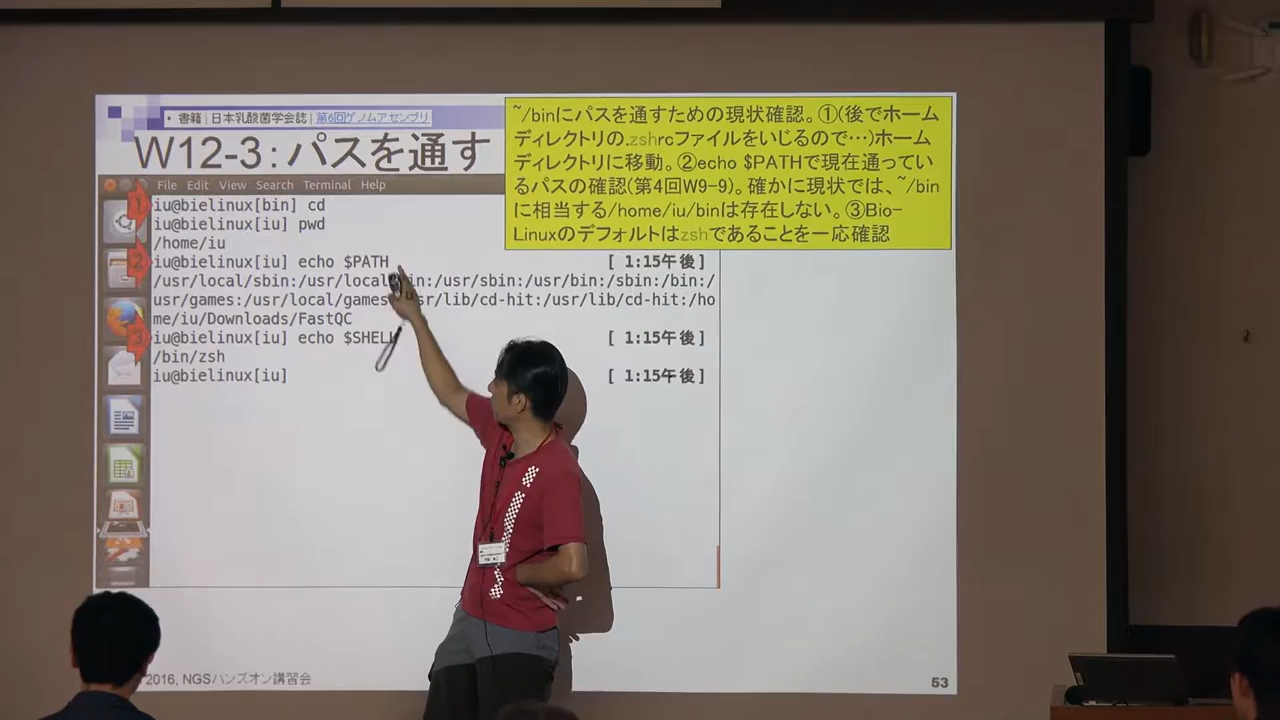 ・書籍 | 日本乳酸菌学会誌 | 第6回ゲノムアセンブリ
W12-3:パスを通す
~/binにパスを通すための現状確認。①(後でホーム
ディレクトリの.zshrcファイルをいじるので…)ホーム
ディレクトリに移動。②echo $PATHで現在通ってい
るパスの確認(第4回W9-9)。確かに現状では、~/bin
に相当する/home/iu/binは存在しない。③Bio-
Linuxのデフォルトはzshであることを一応確認
File Edit View Search Terminal Help
1 iu@bielinux[bin] cd
iu@bielinux[iu] pwd
/home/iu
2 iu@bielinux[iu] echo $PATH [ 1:15午後]
/usr/local/sbin:/usr/local in:/usr/sbin:/usr/bin:/sbin:/bin:/
usr/games:/usr/local/games usr/lib/cd-hit:/usr/lib/cd-hit:/ho
me/iu/Downloads/FastQC
3 iu@bielinux[iu] echo $SHELL [ 1:15午後]
/bin/zsh
iu@bielinux[iu] [ 1:15午後]
2016, NGSハンズオン講習会
53